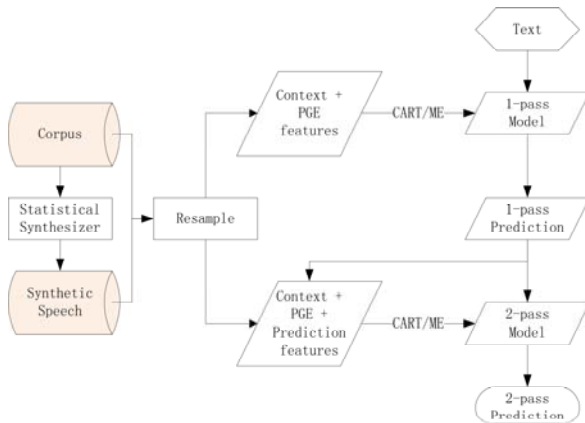 Text
Context +
PGE
features
CART/ME
1-pass
Model
Corpus
Statistical
Synthesizer
Resample
1-pass
Prediction
Synthetic
Speech
Context +
PGE +
Prediction
features
CART/ME
2-pass
Model
2-pass
Prediction